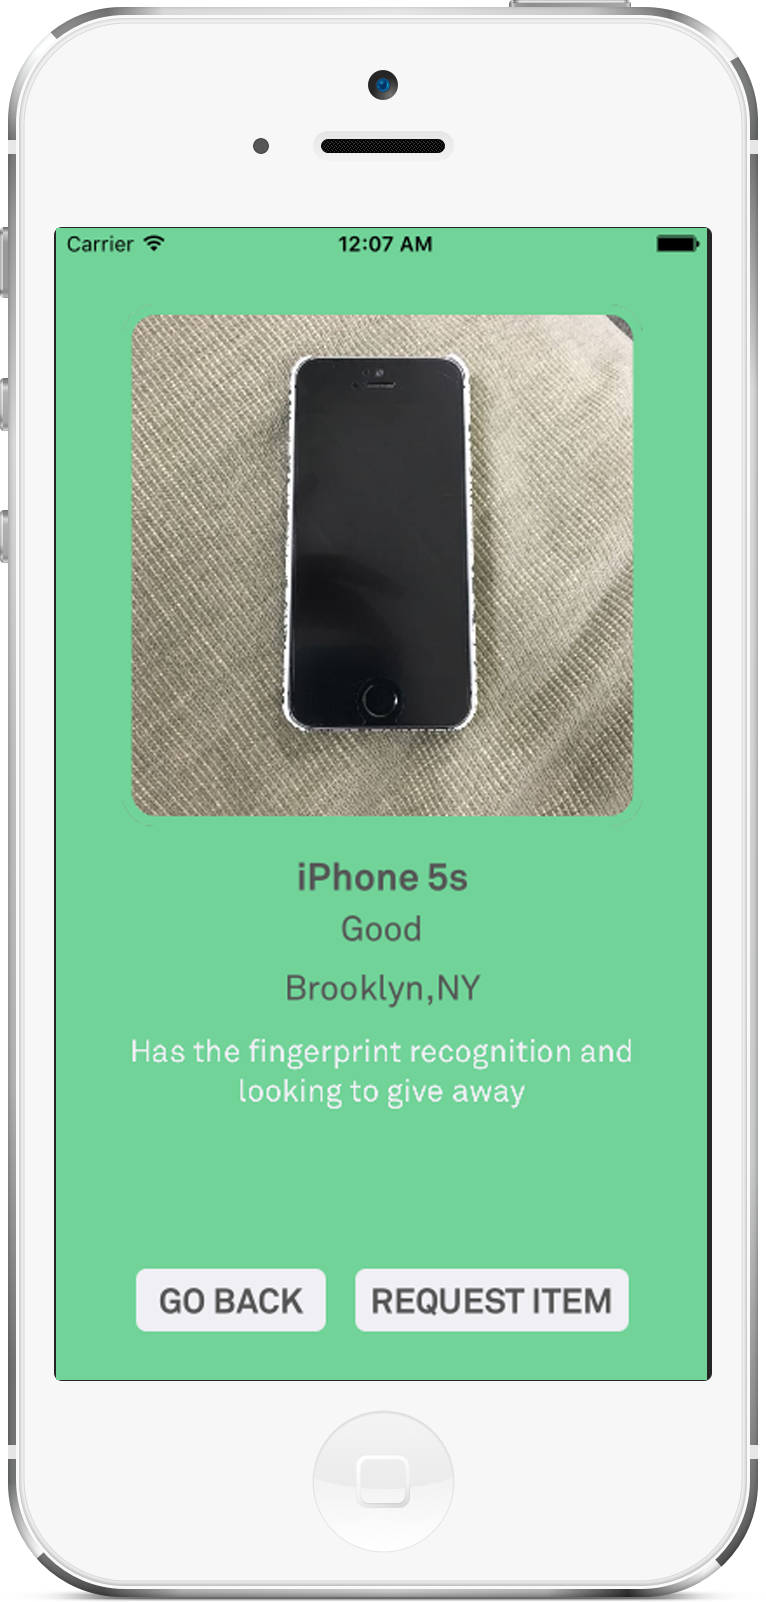 Carrier 12:07 AM
iPhone 5s
Good
Brooklyn,NY
Has the fingerprint recognition and
looking to give away
GO BACK REQUEST ITEM